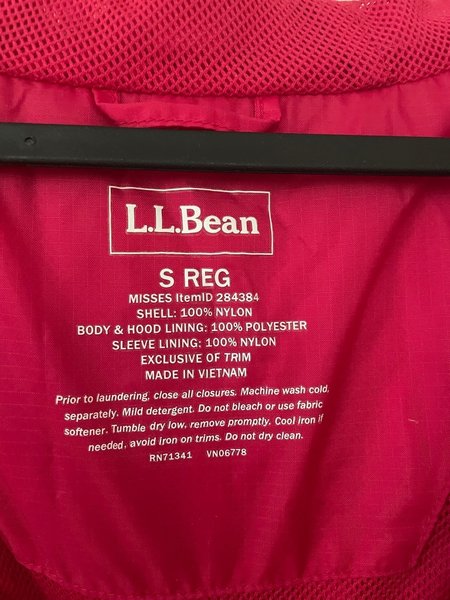 L.L.Bean
S REG
MISSES ItemID 284384
SHELL: 100% NYLON
BODY & HOOD LINING: 100% POLYESTER
SLEEVE LINING: 100% NYLON
EXCLUSIVE OF TRIM
MADE IN VIETNAM
Prior to laundering, close all closures. Machine wash cold,
separately. Mild detergent. Do not bleach or use fabric
softener. Tumble dry low, remove promptly. Cool iron if
needed, avoid iron on trims. Do not dry clean.
RN71341 VN06778